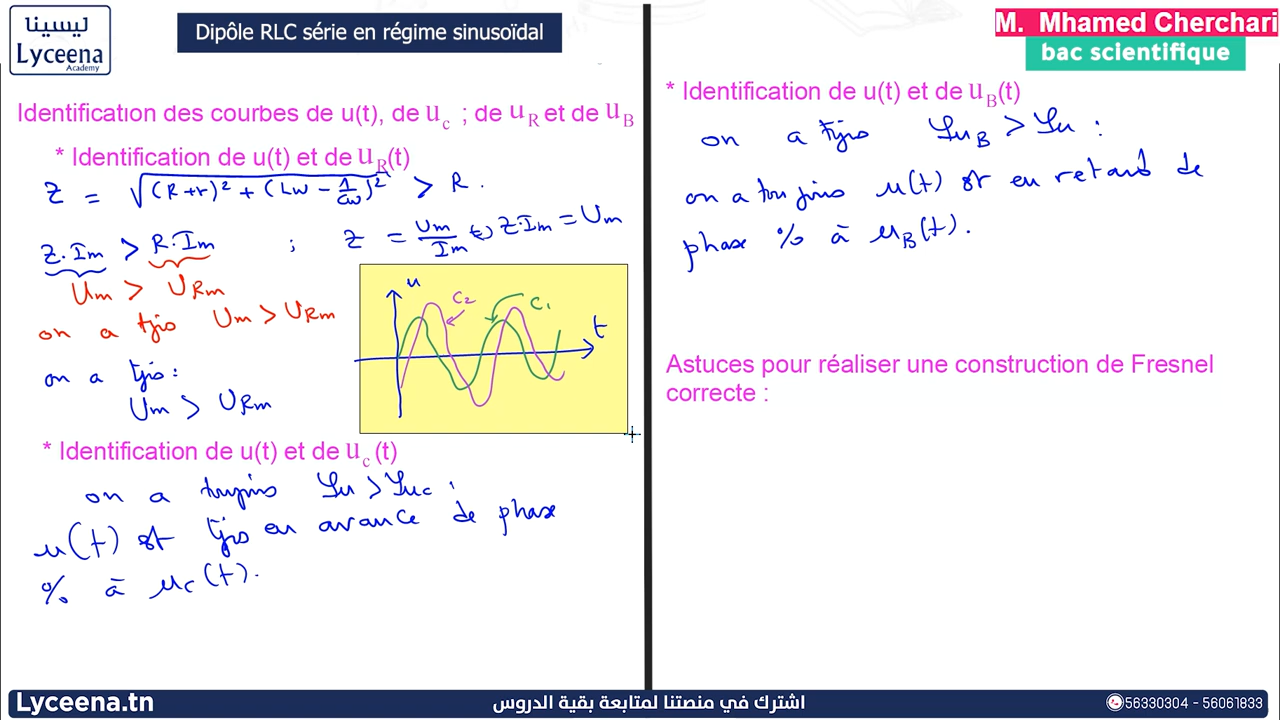 ليسينا
Lyceena
Academy
Dipôle RLC série en régime sinusoïdal
M. Mhamed Cherchari
bac scientifique
Identification des courbes de u(t), de uc ; de uR et de uB
* Identification de u(t) et de uR(t)
Z = √((R+r)² + (Lω - 1/Cω)²) > R.
Z·Im > R·Im ; Z = Um/Im ⇔ Z·Im = Um
Um > URm
on a tjs Um > URm
on a tjs :
Um > URm
u
C2
C1
t
* Identification de u(t) et de uc (t)
on a toujours φu > φuc :
u(t) est tjs en avance de phase
% à uc(t).
* Identification de u(t) et de uB(t)
on a tjs φuB > φu :
on a toujours u(t) est en retard de
phase % à uB(t).
Astuces pour réaliser une construction de Fresnel
correcte :
Lyceena.tn
اشترك في منصتنا لمتابعة بقية الدروس
56330304 - 56061833